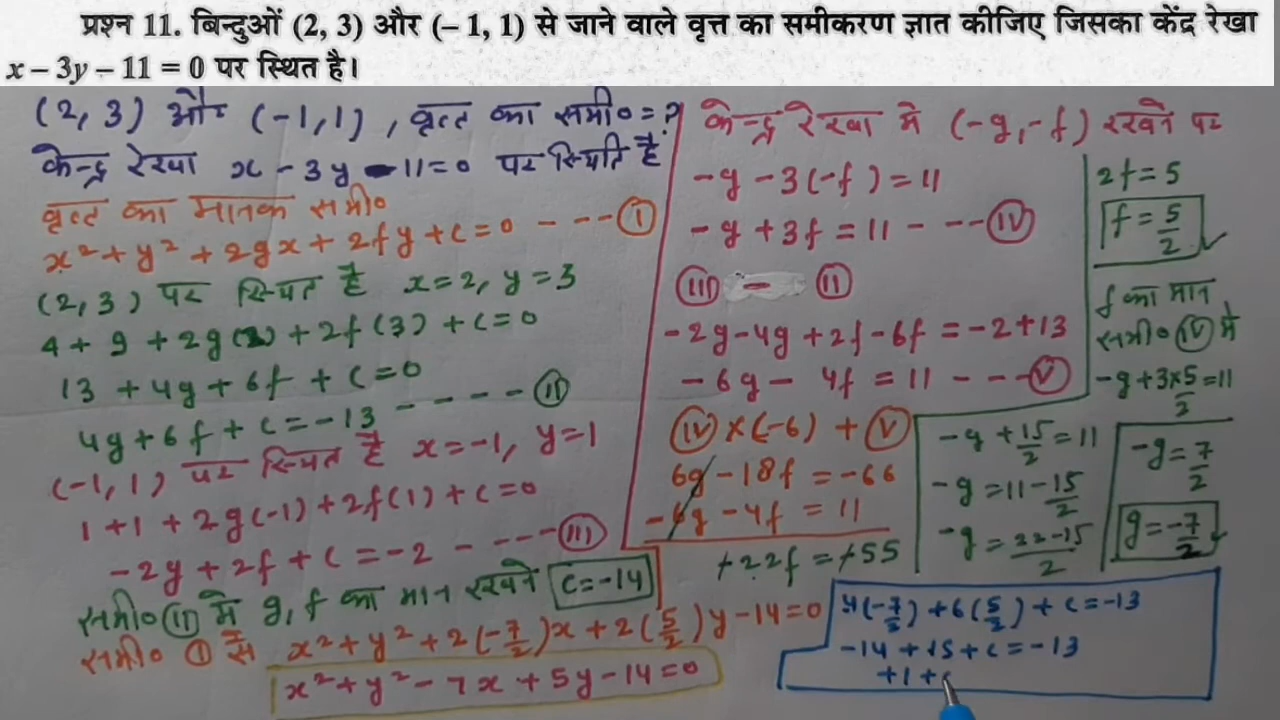 प्रश्न 11. बिन्दुओं (2, 3) और (– 1, 1) से जाने वाले वृत्त का समीकरण ज्ञात कीजिए जिसका केंद्र रेखा
x – 3y – 11 = 0 पर स्थित है।
(2, 3) और (-1,1) , वृत्त का समी० = ?
केन्द्र रेखा x - 3y - 11=0 पर स्थिति है
वृत्त का मानक समी०
x² + y² + 2gx + 2fy + c = 0 - - - - (I)
(2,3) पर स्थित है x=2, y=3
4 + 9 + 2g(2) + 2f(3) + c=0
13 + 4g + 6f + c=0
4g+6f + c=-13 - - - - (II)
(-1,1) पर स्थित है x=-1, y=1
1+1 + 2g(-1)+2f(1)+c=0
-2g + 2f + c = -2 - - - - (III)
समी० (II) में g, f का मान रखने c=-14
समी० (I) से x² + y² + 2(-7/2)x + 2(5/2)y-14=0
x² + y² - 7x + 5y-14=0
केन्द्र रेखा मे (-g,-f) रखने पर
-g - 3(-f) = 11
-g + 3f = 11 - - - (IV)
(III) - (II)
-2g-4g+2f-6f = -2+13
-6g - 4f = 11 - - - (V)
(IV) x(-6) + (V)
6g - 18f = -66
-6g - 4f = 11
+22f = +55
2f=5
f = 5/2
f का मान
समी० (IV) मे
-g+3x5/2=11
-g + 15/2 = 11
-g = 11-15/2
-g = 22-15/2
-g = 7/2
g = -7/2
4(-7/2) + 6(5/2) + c = -13
-14 + 15 + c = -13
+1 + c